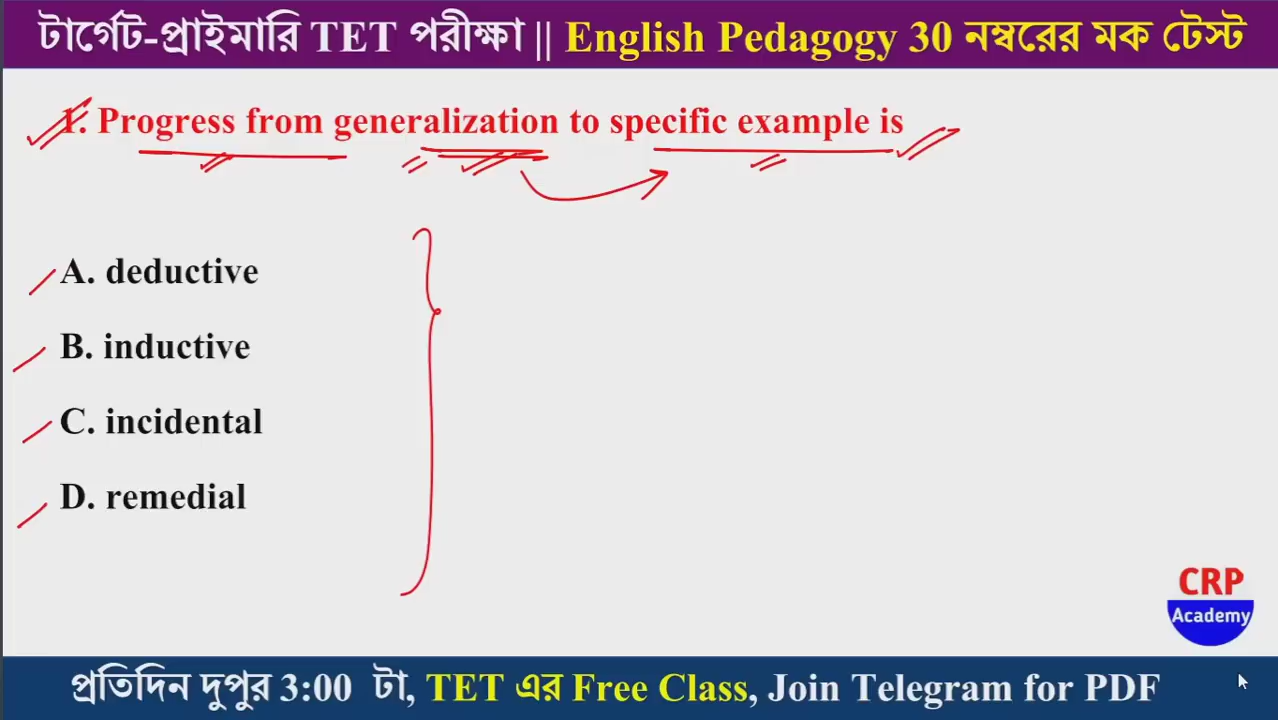 টার্গেট-প্রাইমারি TET পরীক্ষা || English Pedagogy 30 নম্বরের মক টেস্ট
1. Progress from generalization to specific example is
A. deductive
B. inductive
C. incidental
D. remedial
CRP
Academy
প্রতিদিন দুপুর 3:00 টা, TET এর Free Class, Join Telegram for PDF